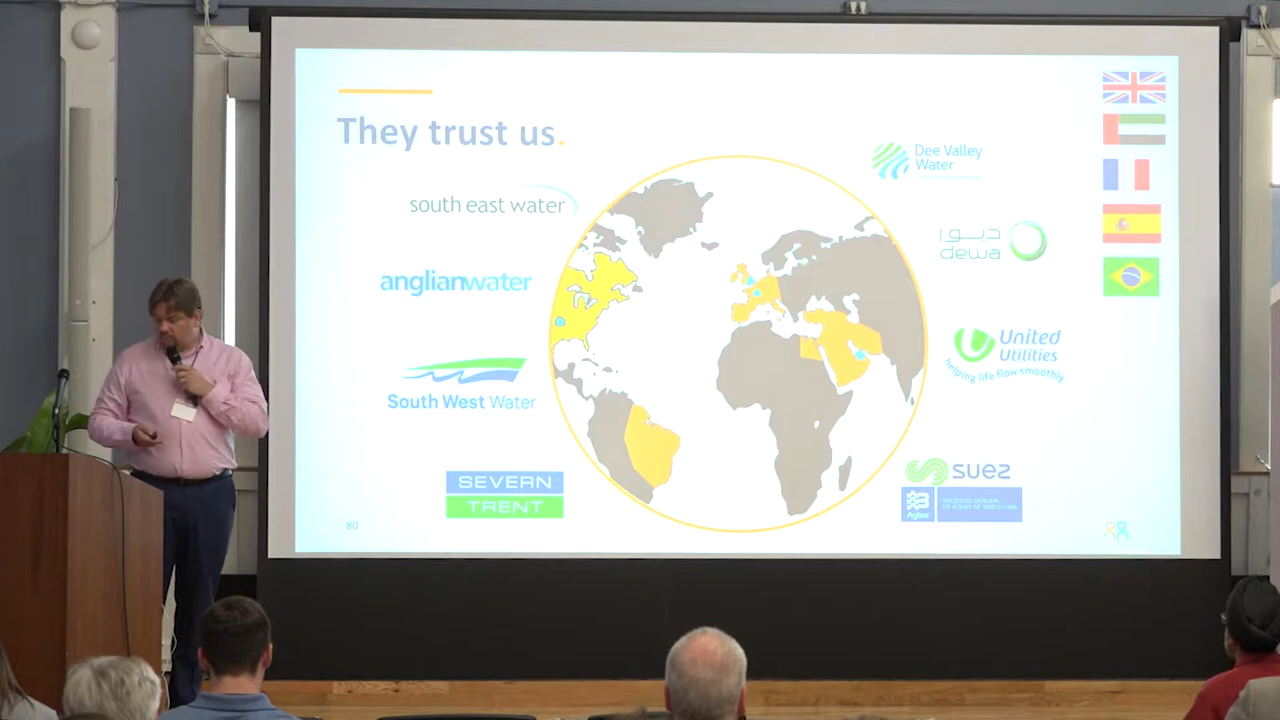 They trust us.
south east water
anglianwater
South West Water
SEVERN
TRENT
80
Dee Valley
Water
ديوا
dewa
United
Utilities
helping life flow smoothly
suez
Agbar